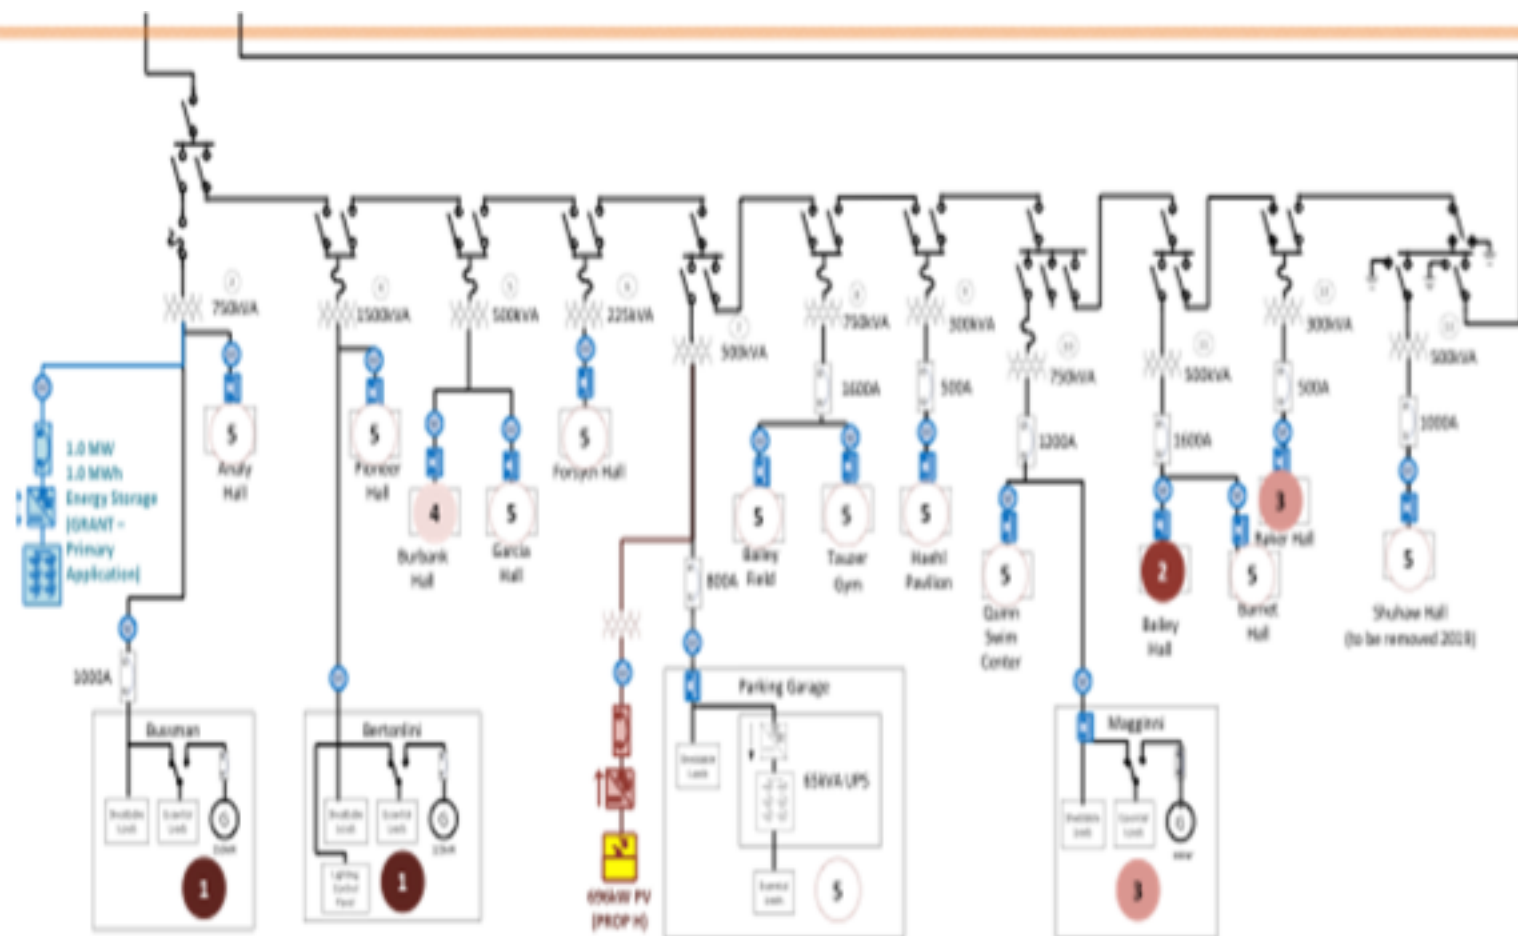 750kVA
1500kVA
500kVA
225kVA
500kVA
750kVA
300kVA
750kVA
500kVA
300kVA
500kVA
1600A
500A
1200A
1600A
500A
1000A
1.0 MW
1.0 MWh
Energy Storage
(GRANT –
Primary
Application)
5
Analy
Hall
5
Pioneer
Hall
4
Burbank
Hall
5
Garcia
Hall
5
Forsyth Hall
5
Bailey
Field
5
Tauzer
Gym
5
Haehl
Pavilion
5
Quinn
Swim
Center
2
Bailey
Hall
5
Barnet
Hall
3
Baker Hall
5
Shuhaw Hall
(to be removed 2018)
800A
1000A
Bussman
G
1
Bertonlini
G
1
696kW PV
(PROP H)
Parking Garage
65kVA UPS
5
Magginni
G
3